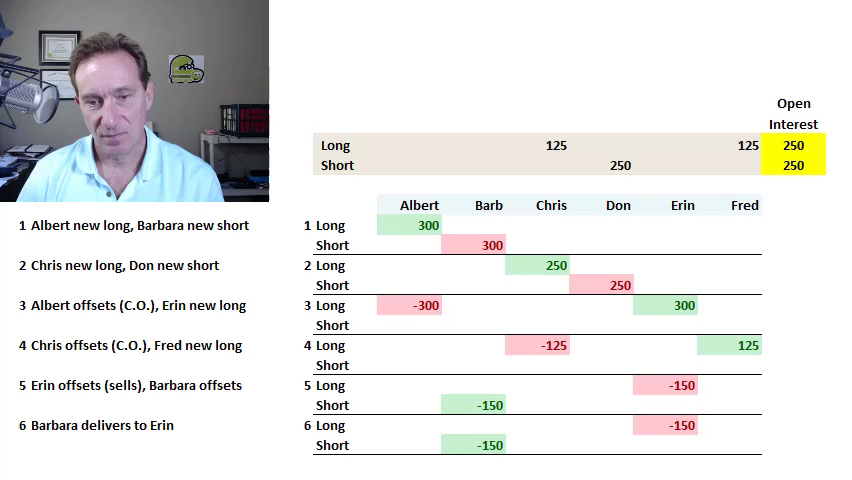 Open
Interest
Long 125 125 250
Short 250 250
Albert Barb Chris Don Erin Fred
1 Albert new long, Barbara new short
1 Long 300
Short 300
2 Chris new long, Don new short
2 Long 250
Short 250
3 Albert offsets (C.O.), Erin new long
3 Long -300 300
Short
4 Chris offsets (C.O.), Fred new long
4 Long -125 125
Short
5 Erin offsets (sells), Barbara offsets
5 Long -150
Short -150
6 Barbara delivers to Erin
6 Long -150
Short -150